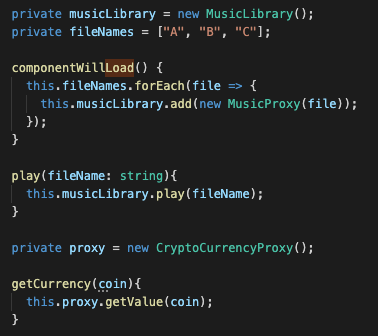 private musicLibrary = new MusicLibrary();
private fileNames = ["A", "B", "C"];
componentWillLoad() {
this.fileNames.forEach(file => {
this.musicLibrary.add(new MusicProxy(file));
});
}
play(fileName: string){
this.musicLibrary.play(fileName);
}
private proxy = new CryptoCurrencyProxy();
getCurrency(coin){
this.proxy.getValue(coin);
}